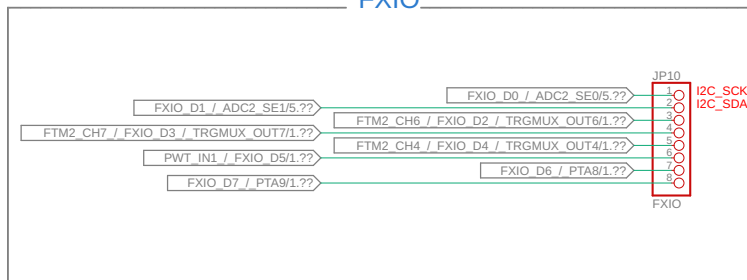 FXIO
JP10
FXIO_D0_/_ADC2_SE0/5.?? 1 I2C_SCK
FXIO_D1_/_ADC2_SE1/5.?? 2 I2C_SDA
FTM2_CH6_/_FXIO_D2_/_TRGMUX_OUT6/1.?? 3
FTM2_CH7_/_FXIO_D3_/_TRGMUX_OUT7/1.?? 4
FTM2_CH4_/_FXIO_D4_/_TRGMUX_OUT4/1.?? 5
PWT_IN1_/_FXIO_D5/1.?? 6
FXIO_D6_/_PTA8/1.?? 7
FXIO_D7_/_PTA9/1.?? 8
FXIO